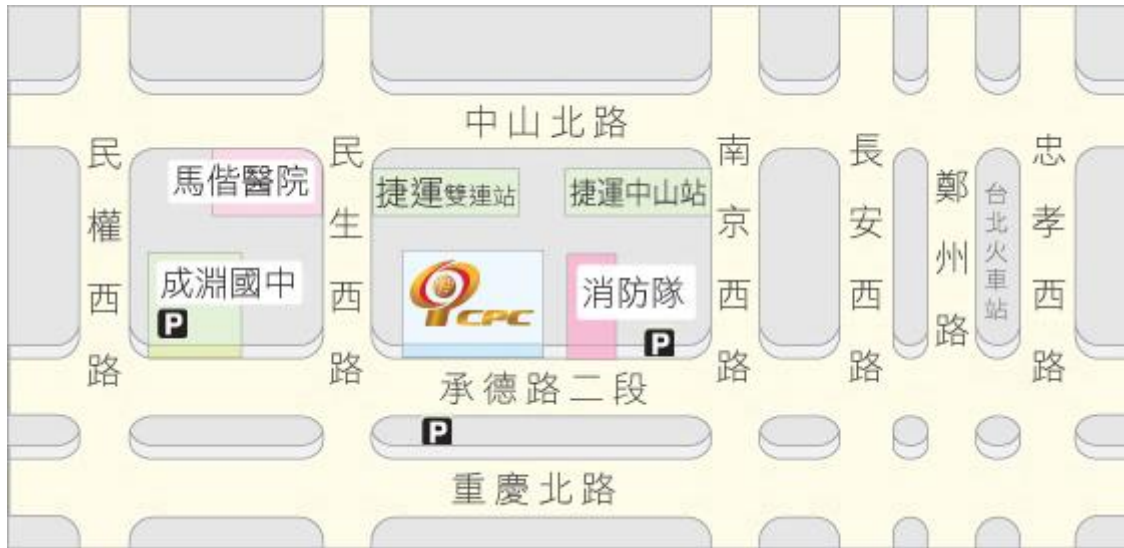 中山北路
民權西路
馬偕醫院
民生西路
捷運雙連站
捷運中山站
南京西路
長安西路
鄭州路
台北火車站
忠孝西路
成淵國中
P
CPC
消防隊
P
承德路二段
P
重慶北路